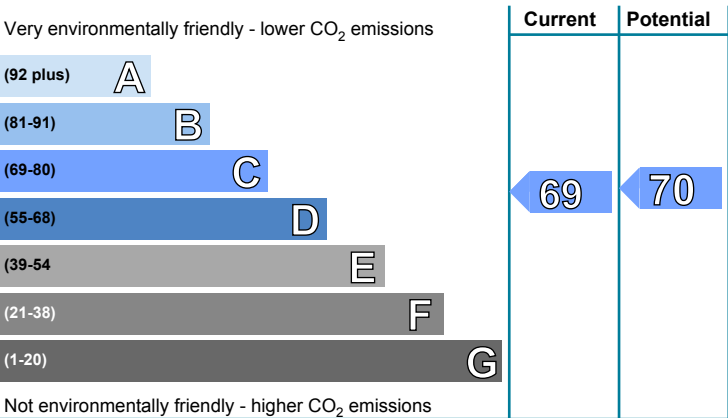 Very environmentally friendly - lower CO₂ emissions
Current
Potential
(92 plus) A
(81-91) B
(69-80) C
69
70
(55-68) D
(39-54 E
(21-38) F
(1-20) G
Not environmentally friendly - higher CO₂ emissions